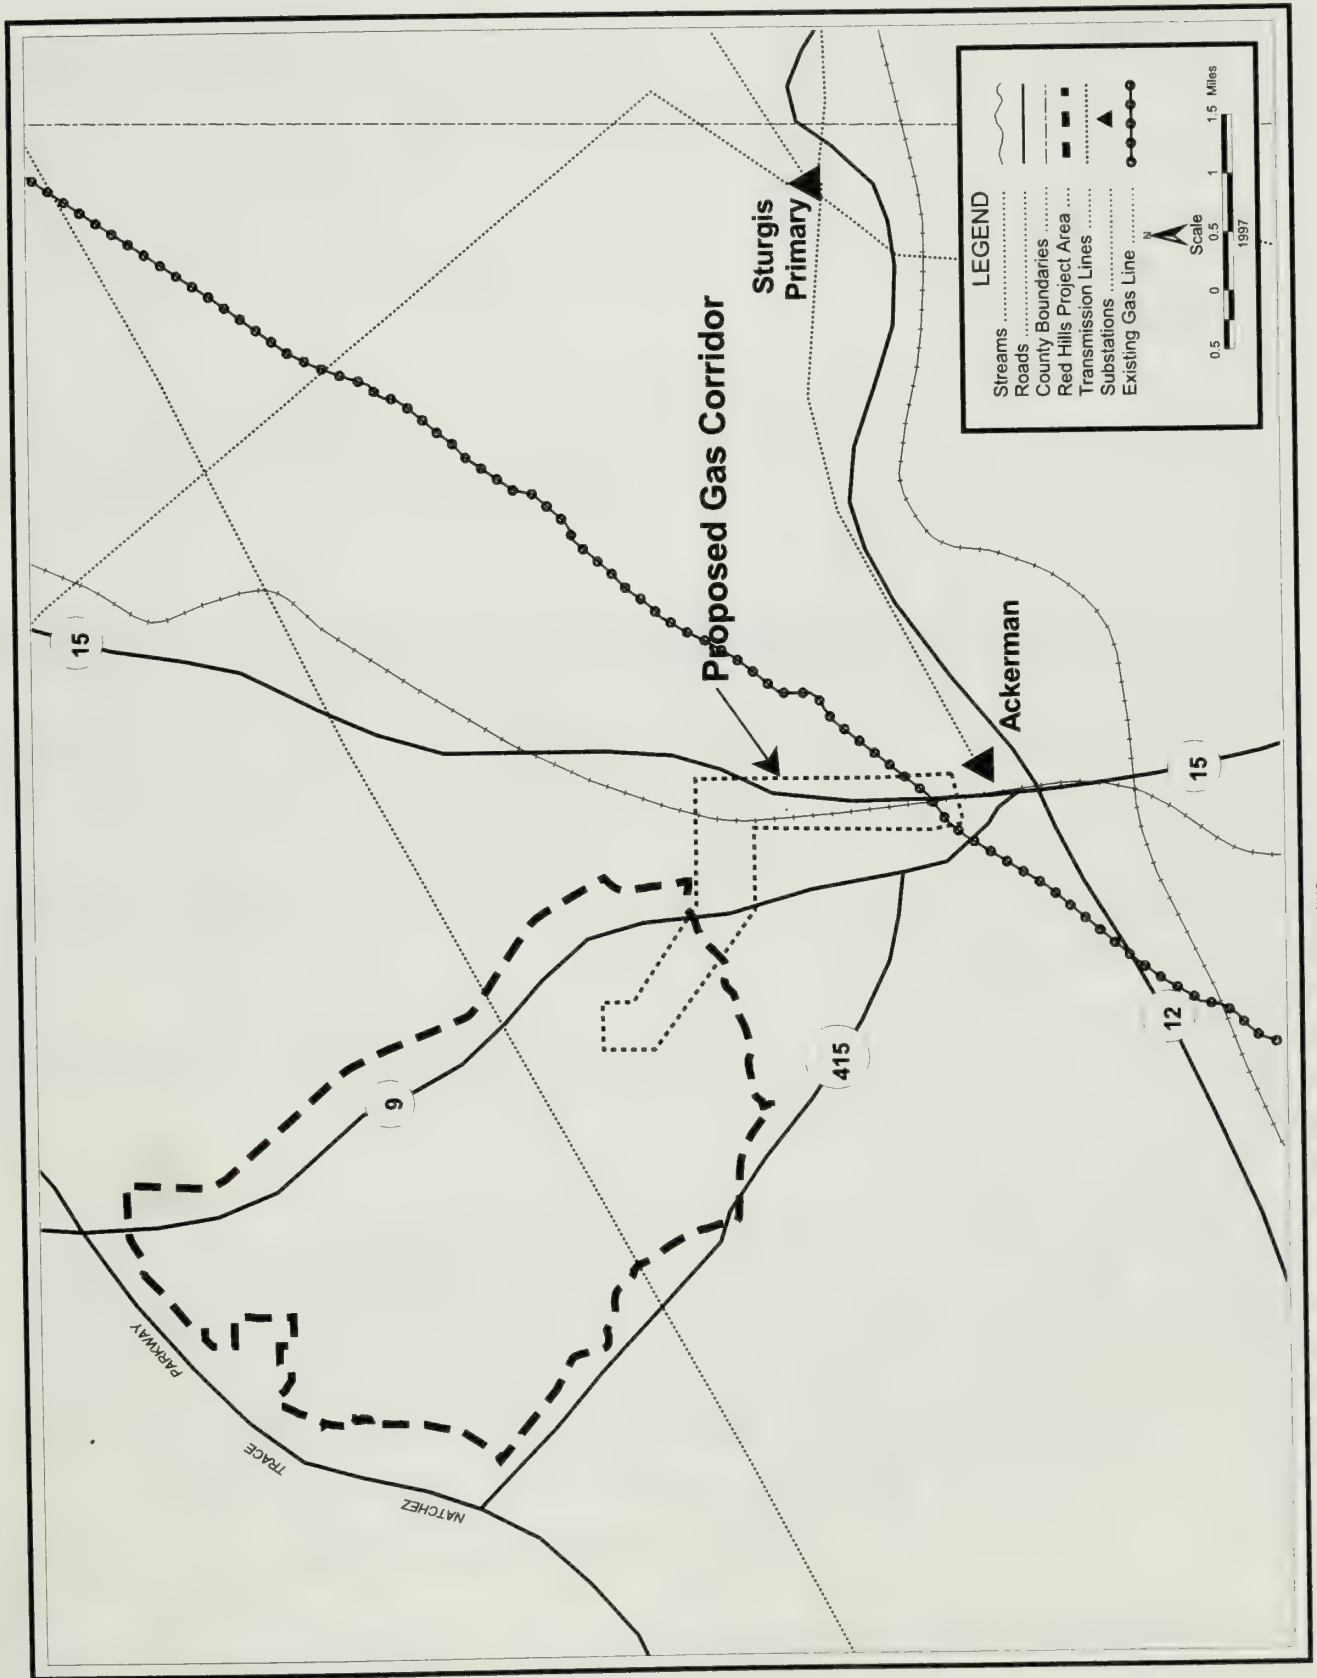 15
Proposed Gas Corridor
Sturgis
Primary
Ackerman
15
12
415
9
NATCHEZ
TRACE
PARKWAY
LEGEND
Streams
Roads
County Boundaries
Red Hills Project Area
Transmission Lines
Substations
Existing Gas Line
N
Scale
0.5 0 0.5 1 1.5 Miles
1997